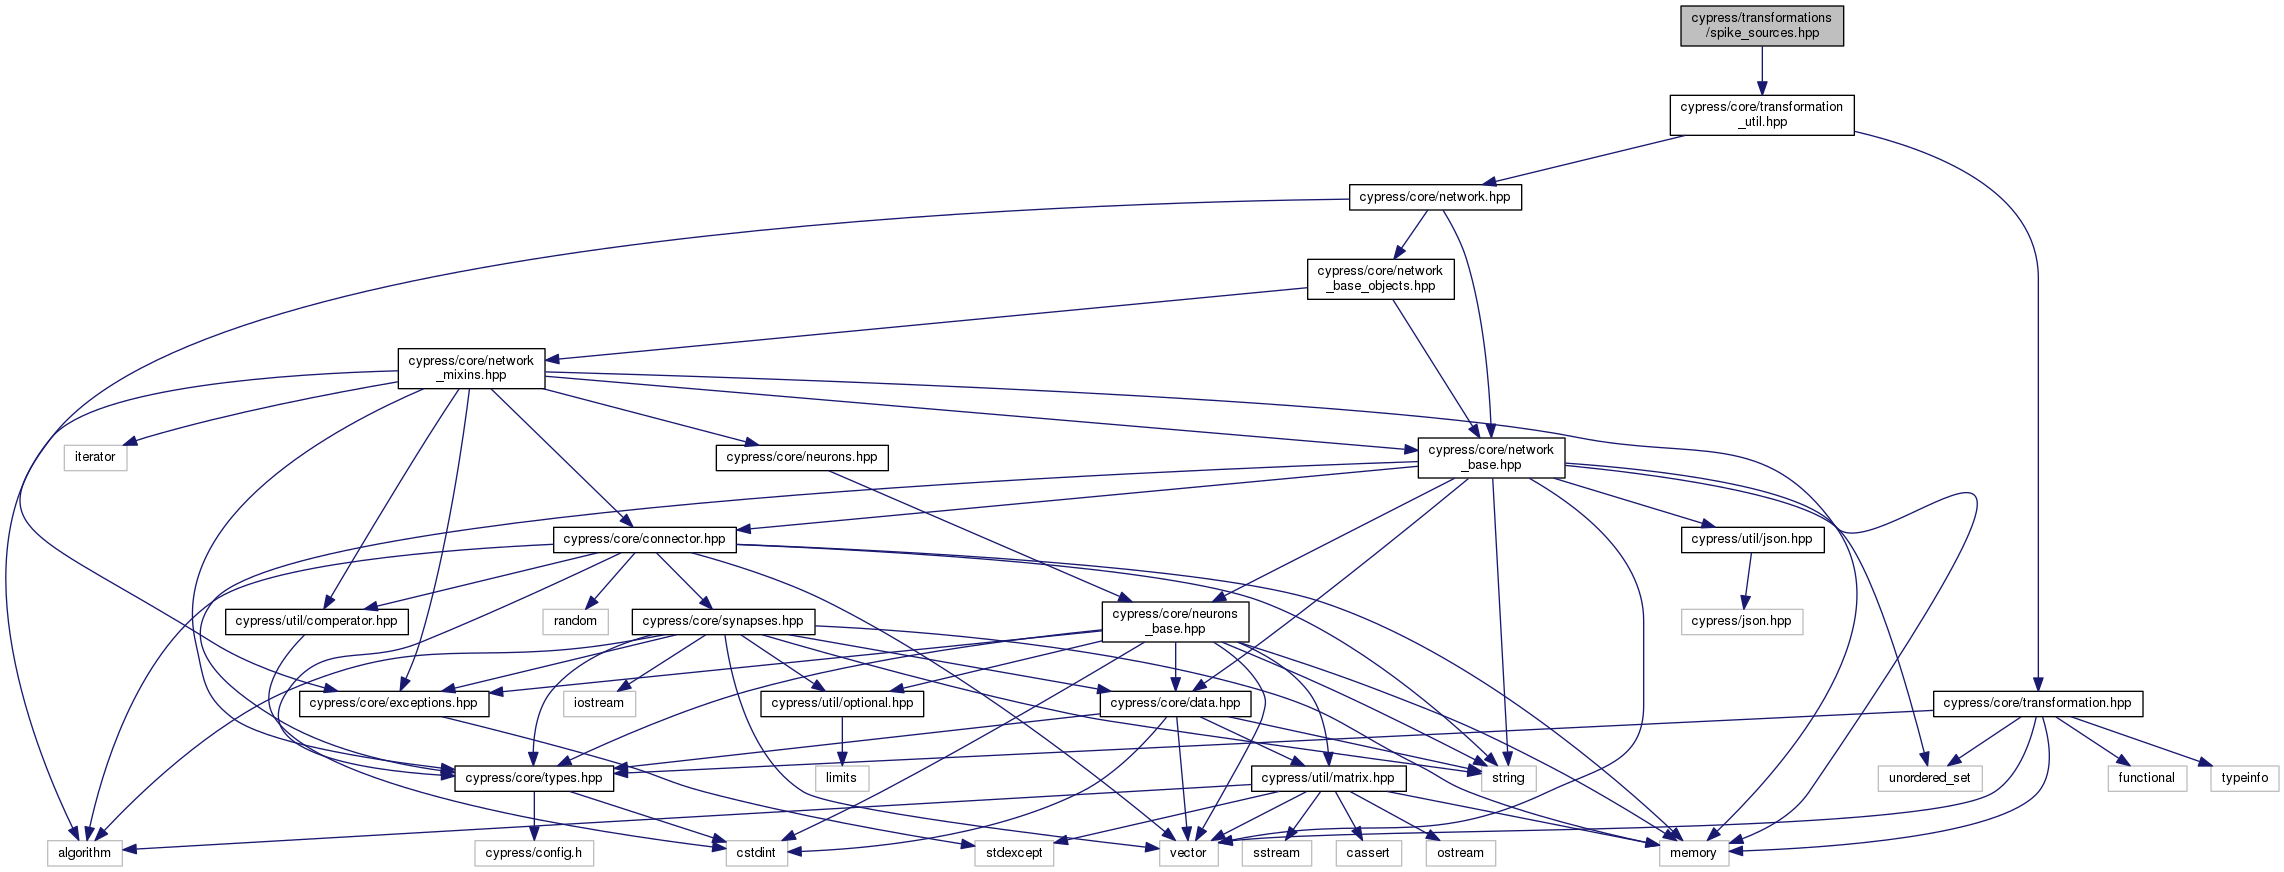 cypress/transformations
/spike_sources.hpp
cypress/core/transformation
_util.hpp
cypress/core/network.hpp
cypress/core/network
_base_objects.hpp
cypress/core/network
_mixins.hpp
iterator
cypress/core/neurons.hpp
cypress/core/network
_base.hpp
cypress/core/connector.hpp
cypress/util/json.hpp
cypress/util/comperator.hpp
random
cypress/core/synapses.hpp
cypress/core/neurons
_base.hpp
cypress/json.hpp
cypress/core/exceptions.hpp
iostream
cypress/util/optional.hpp
cypress/core/data.hpp
cypress/core/transformation.hpp
cypress/core/types.hpp
limits
cypress/util/matrix.hpp
string
unordered_set
functional
typeinfo
algorithm
cypress/config.h
cstdint
stdexcept
vector
sstream
cassert
ostream
memory